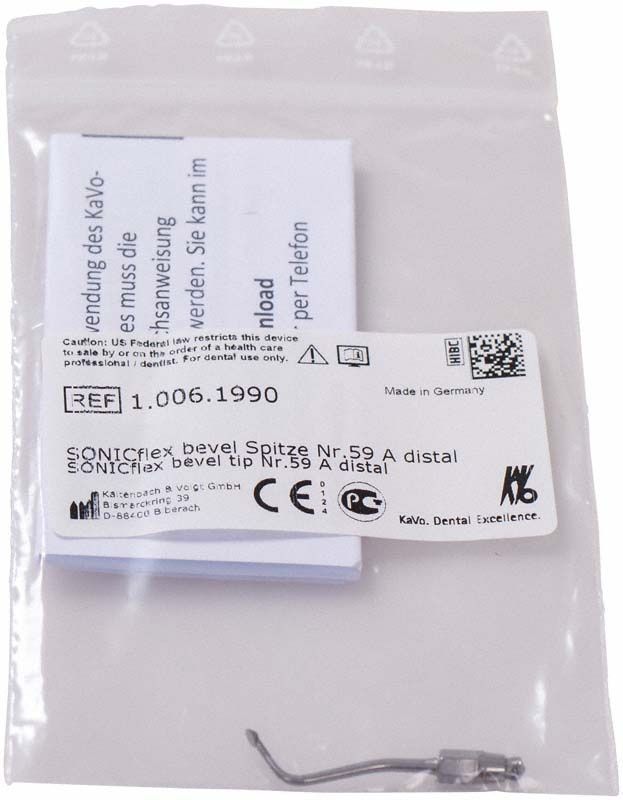 wendung des KaVo-
es muss die
chsanweisung
werden. Sie kann im
nload
r per Telefon
Caution: US Federal law restricts this device
to sale by or on the order of a health care
professional / dentist. For dental use only.
HIBC
REF 1.006.1990
Made in Germany
SONICflex bevel Spitze Nr.59 A distal
SONICflex bevel tip Nr.59 A distal
Kaltenbach & Voigt GmbH
Bismarckring 39
D-88400 Biberach
CE 0124
PC
KaVo
KaVo. Dental Excellence.